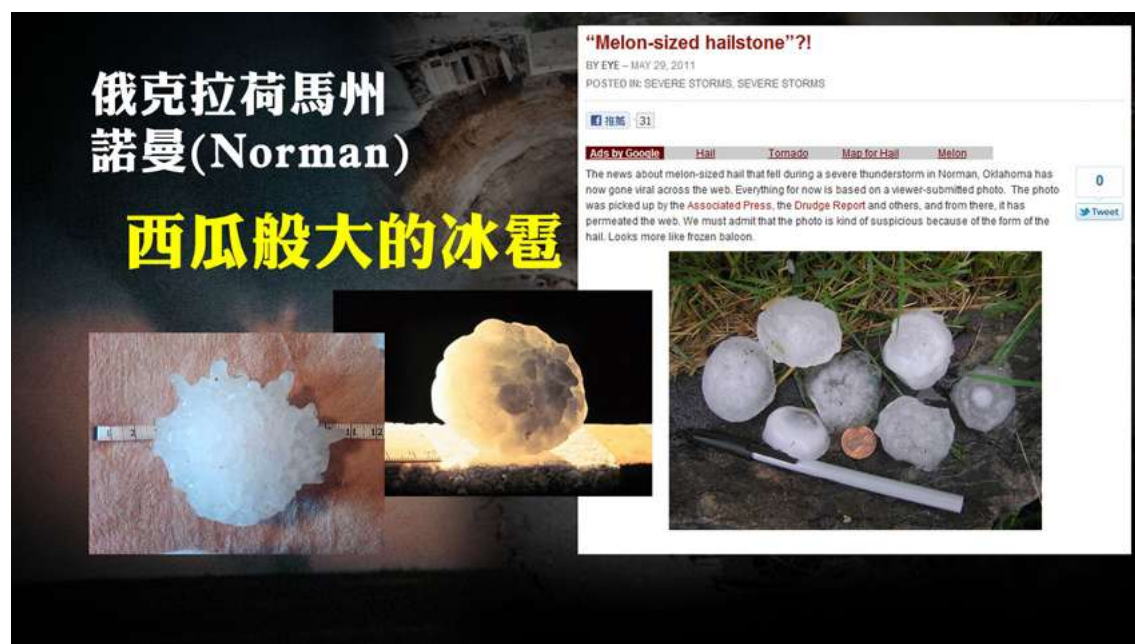 俄克拉荷馬州
諾曼(Norman)
西瓜般大的冰雹
“Melon-sized hailstone”?!
BY EYE – MAY 29, 2011
POSTED IN: SEVERE STORMS, SEVERE STORMS
推薦 31
Ads by Google Hail Tornado Map for Hail Melon
The news about melon-sized hail that fell during a severe thunderstorm in Norman, Oklahoma has
now gone viral across the web. Everything for now is based on a viewer-submitted photo. The photo
was picked up by the Associated Press, the Drudge Report and others, and from there, it has
permeated the web. We must admit that the photo is kind of suspicious because of the form of the
hail. Looks more like frozen baloon.
0
Tweet
2
11 12